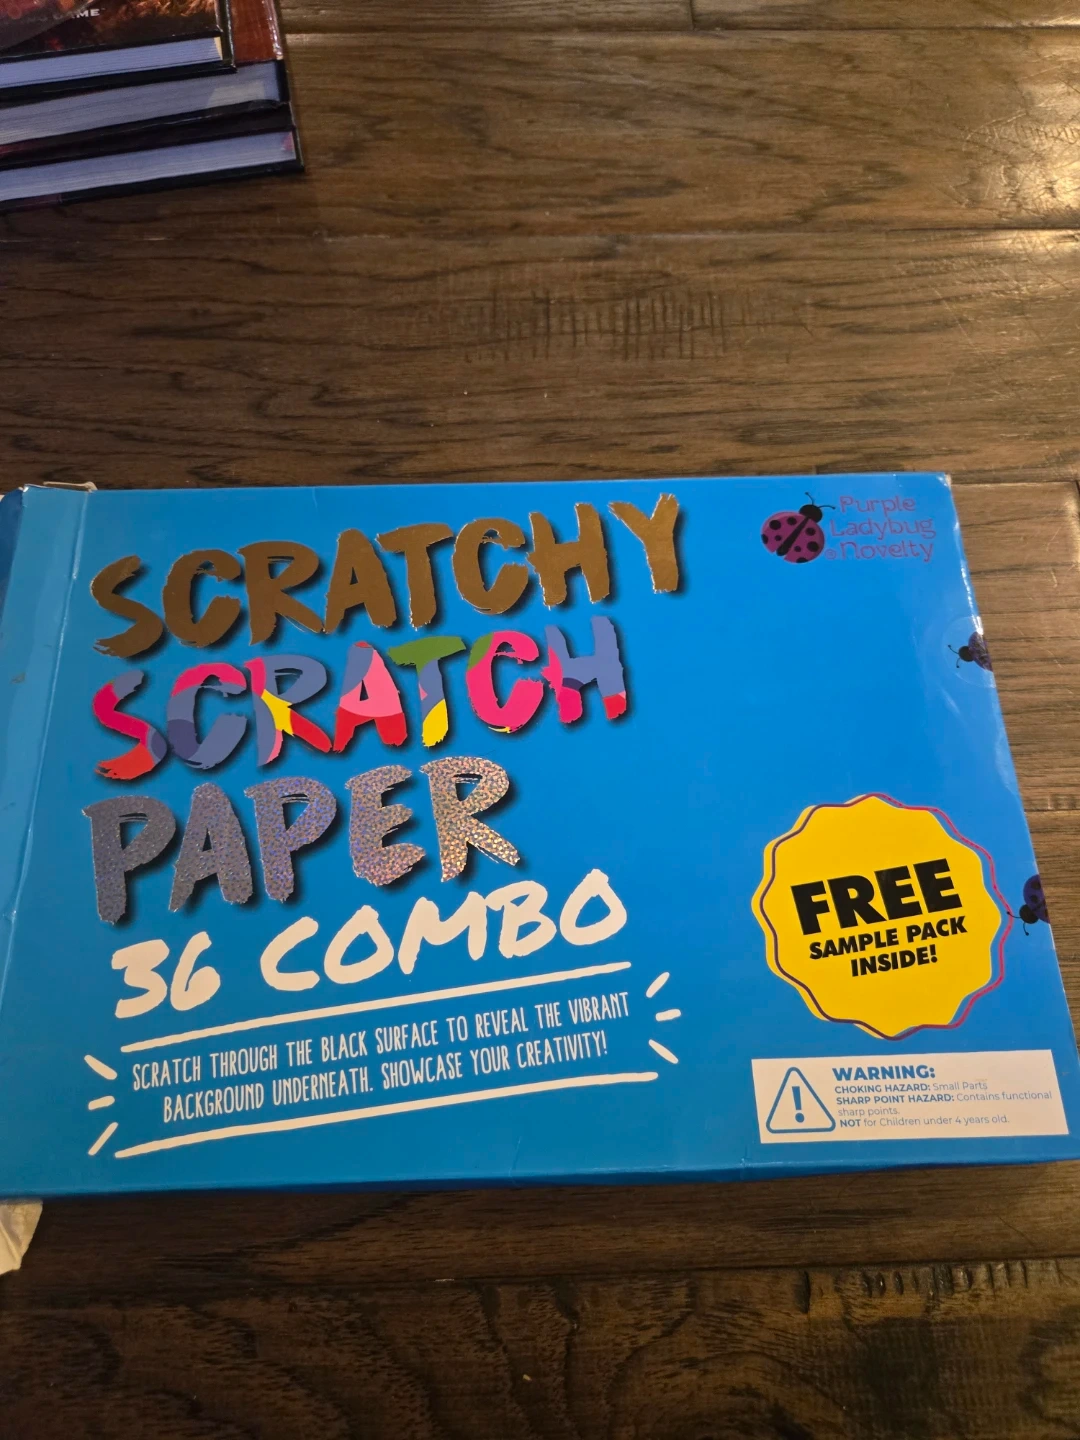 GAME
SCRATCHY
SCRATCH
PAPER
36 COMBO
SCRATCH THROUGH THE BLACK SURFACE TO REVEAL THE VIBRANT
BACKGROUND UNDERNEATH. SHOWCASE YOUR CREATIVITY!
Purple
Ladybug
Novelty
FREE
SAMPLE PACK
INSIDE!
WARNING:
CHOKING HAZARD: Small Parts
SHARP POINT HAZARD: Contains functional
sharp points.
NOT for Children under 4 years old.